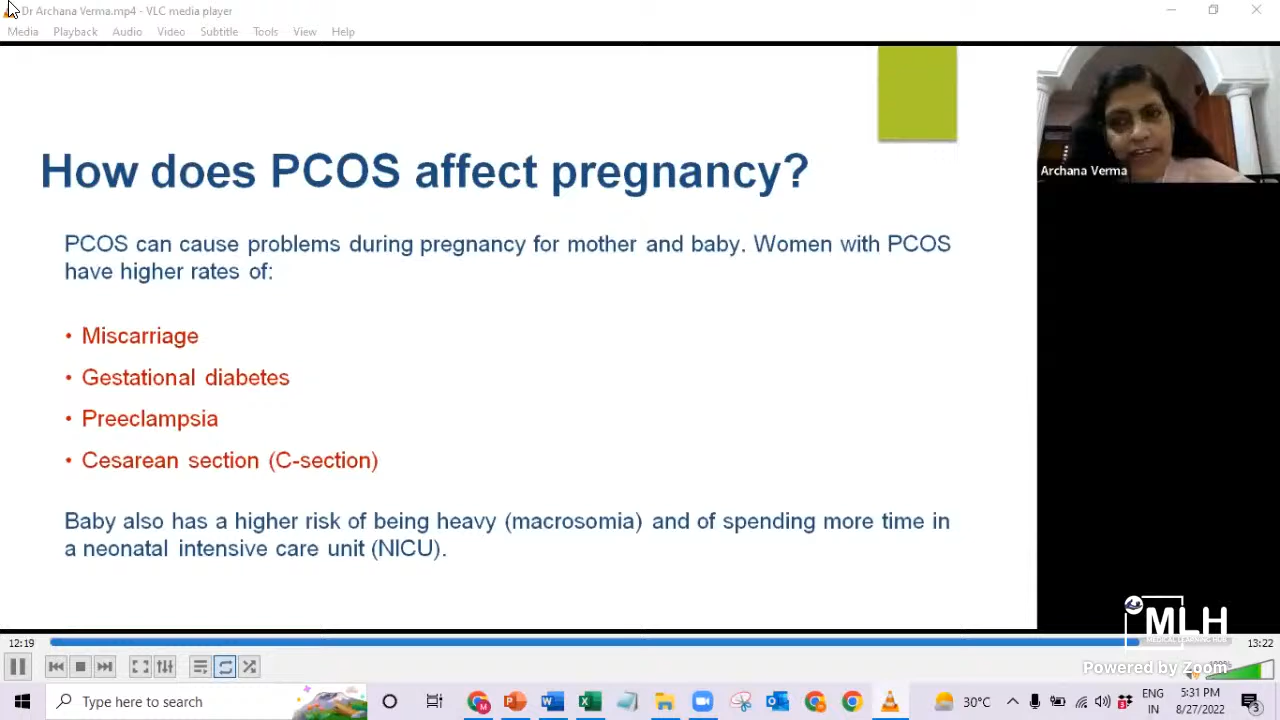 Dr Archana Verma.mp4 - VLC media player
Media Playback Audio Video Subtitle Tools View Help
How does PCOS affect pregnancy?
Archana Verma
PCOS can cause problems during pregnancy for mother and baby. Women with PCOS
have higher rates of:
• Miscarriage
• Gestational diabetes
• Preeclampsia
• Cesarean section (C-section)
Baby also has a higher risk of being heavy (macrosomia) and of spending more time in
a neonatal intensive care unit (NICU).
MLH
12:19
13:22
Powered by Zoom
Type here to search
30°C
ENG
IN
5:31 PM
8/27/2022